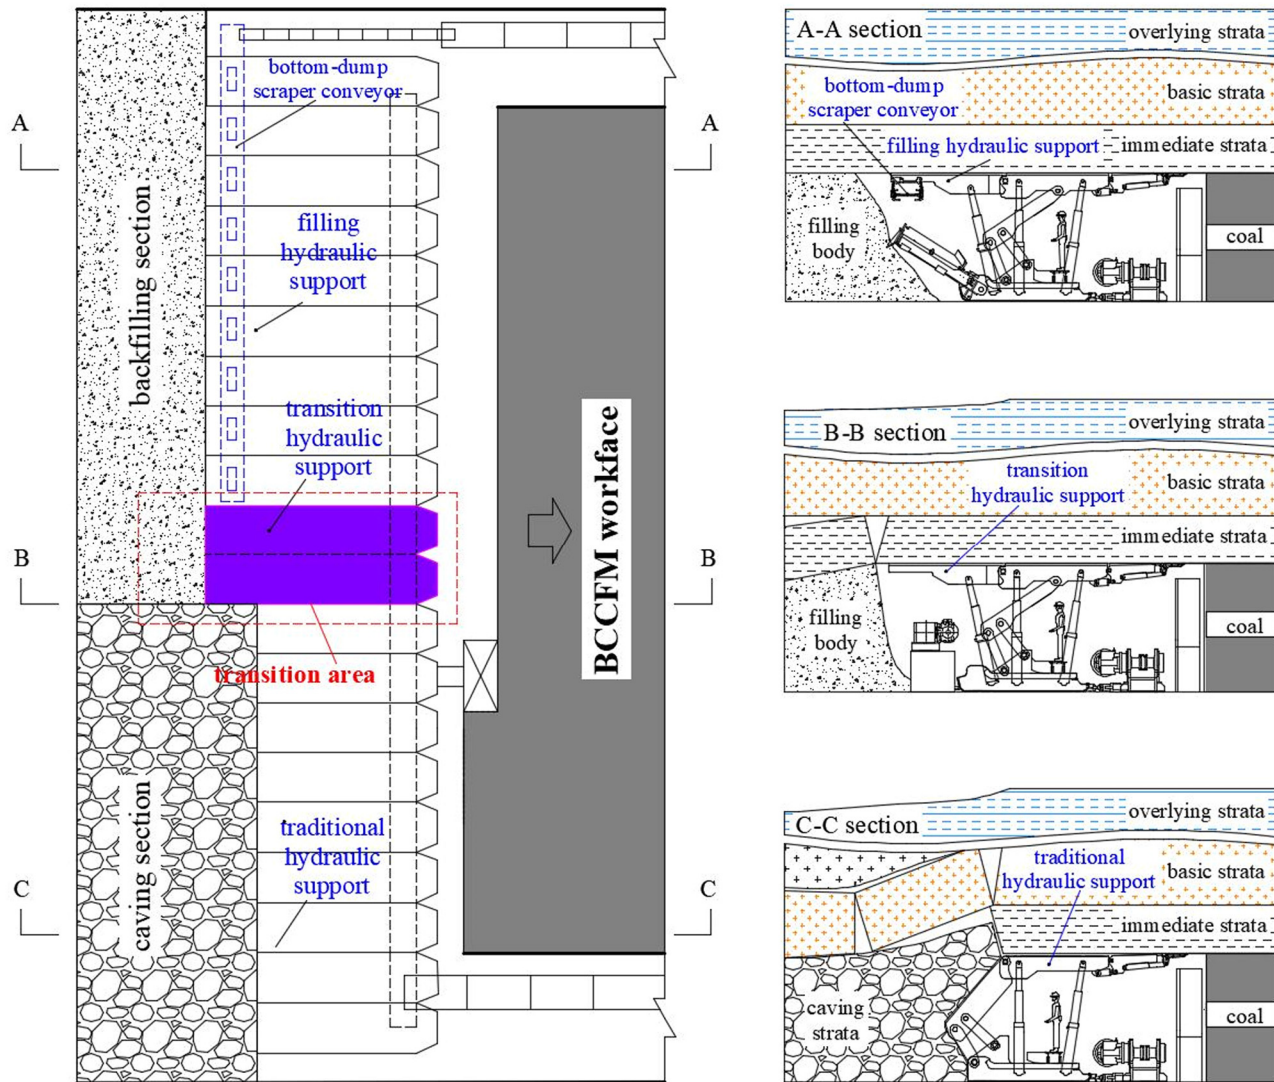 A
A
B
B
C
C
bottom-dump
scraper conveyor
backfilling section
filling
hydraulic
support
transition
hydraulic
support
BCCFM workface
transition area
caving section
traditional
hydraulic
support
A-A section
overlying strata
bottom-dump
scraper conveyor
basic strata
filling hydraulic support
immediate strata
filling
body
coal
B-B section
overlying strata
transition
hydraulic support
basic strata
immediate strata
filling
body
coal
C-C section
overlying strata
traditional
hydraulic support
basic strata
immediate strata
caving
strata
coal